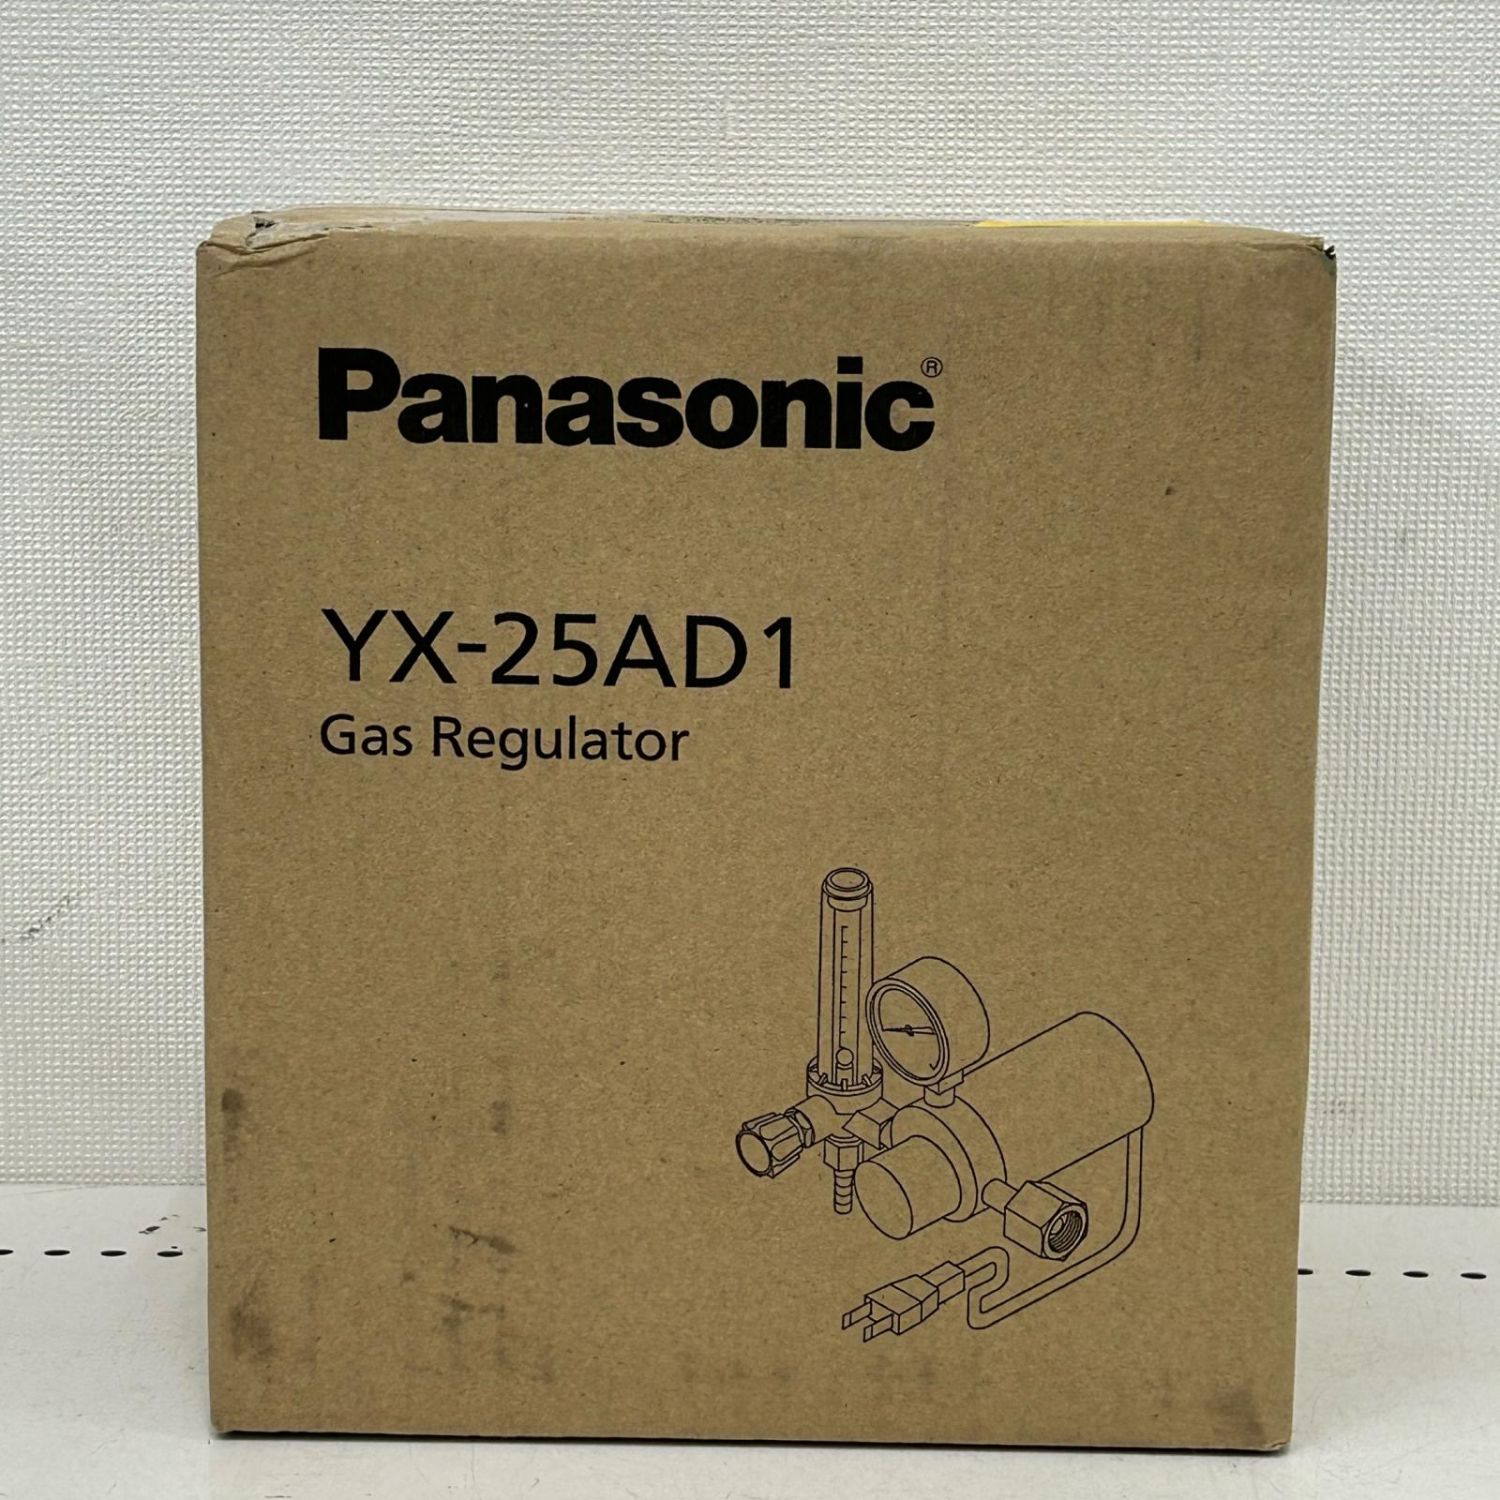 Panasonic®
YX-25AD1
Gas Regulator